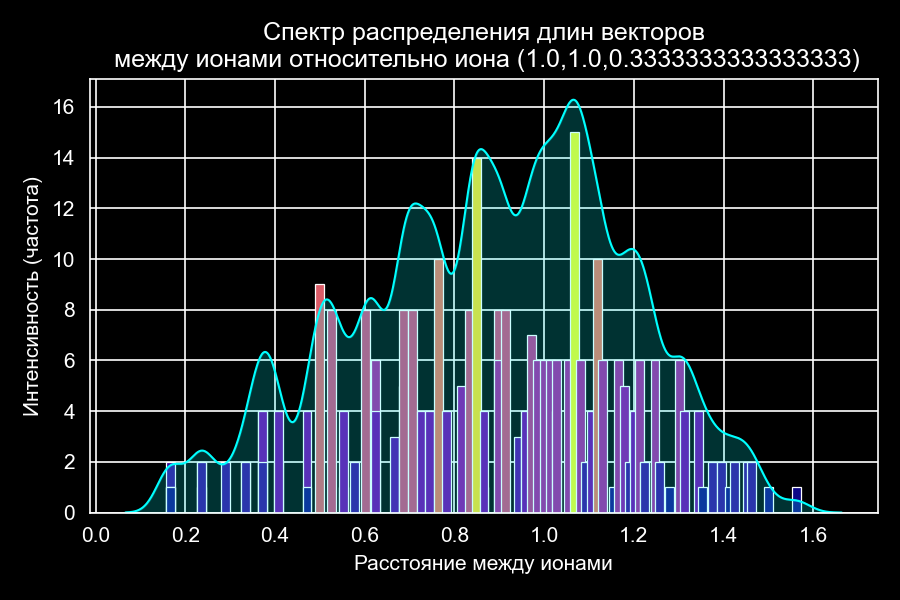 Спектр распределения длин векторов
между ионами относительно иона (1.0,1.0,0.3333333333333333)
Интенсивность (частота)
16
14
12
10
8
6
4
2
0
0.0 0.2 0.4 0.6 0.8 1.0 1.2 1.4 1.6
Расстояние между ионами